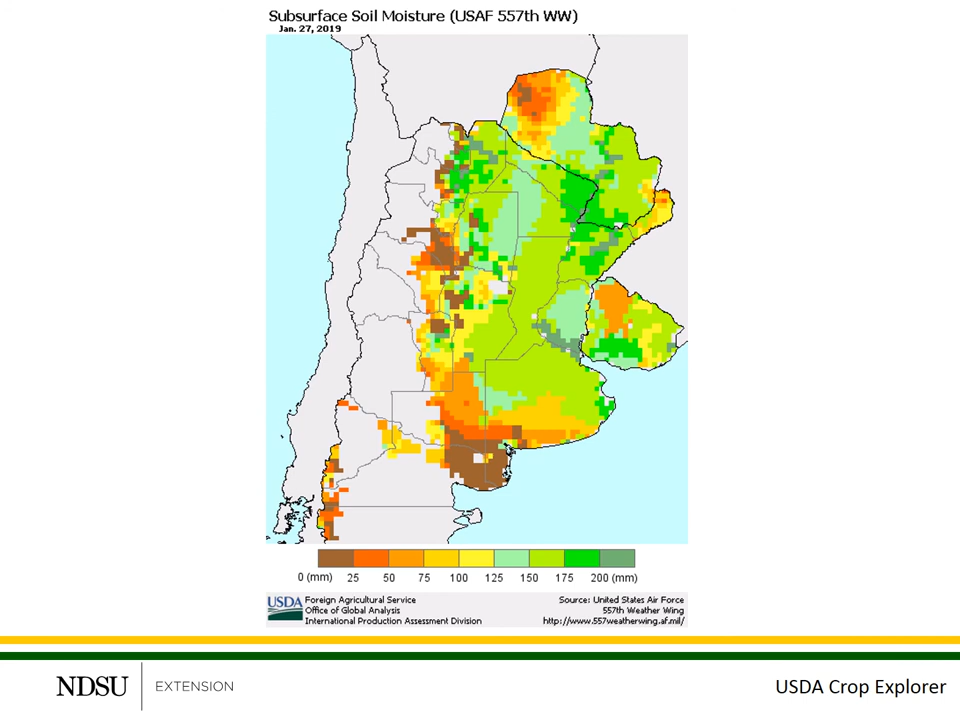 Subsurface Soil Moisture (USAF 557th WW)
Jan. 27, 2019
0 (mm) 25 50 75 100 125 150 175 200 (mm)
USDA
Foreign Agricultural Service
Office of Global Analysis
International Production Assessment Division
Source: United States Air Force
557th Weather Wing
http://www.557weatherwing.af.mil/
NDSU EXTENSION
USDA Crop Explorer